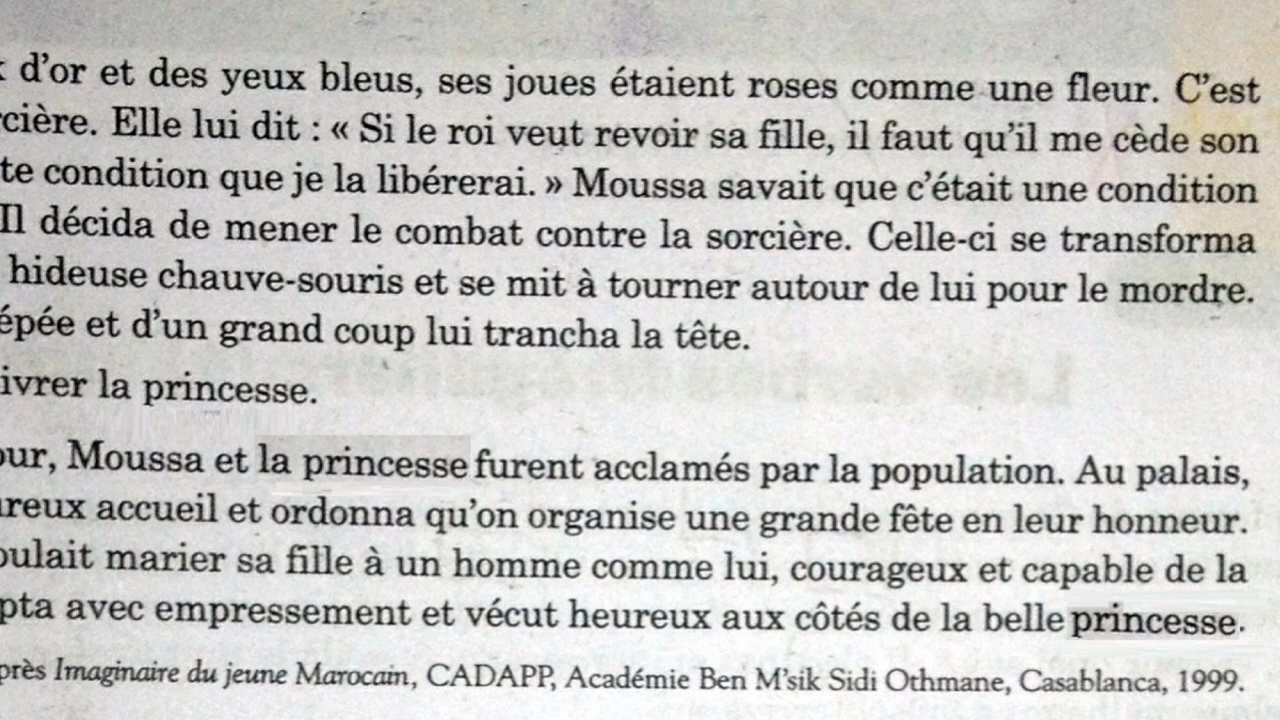 d'or et des yeux bleus, ses joues étaient roses comme une fleur. C'est
cière. Elle lui dit : « Si le roi veut revoir sa fille, il faut qu'il me cède son
te condition que je la libérerai. » Moussa savait que c'était une condition
Il décida de mener le combat contre la sorcière. Celle-ci se transforma
hideuse chauve-souris et se mit à tourner autour de lui pour le mordre.
épée et d'un grand coup lui trancha la tête.
ivrer la princesse.
our, Moussa et la princesse furent acclamés par la population. Au palais,
ureux accueil et ordonna qu'on organise une grande fête en leur honneur.
oulait marier sa fille à un homme comme lui, courageux et capable de la
pta avec empressement et vécut heureux aux côtés de la belle princesse.
près Imaginaire du jeune Marocain, CADAPP, Académie Ben M'sik Sidi Othmane, Casablanca, 1999.